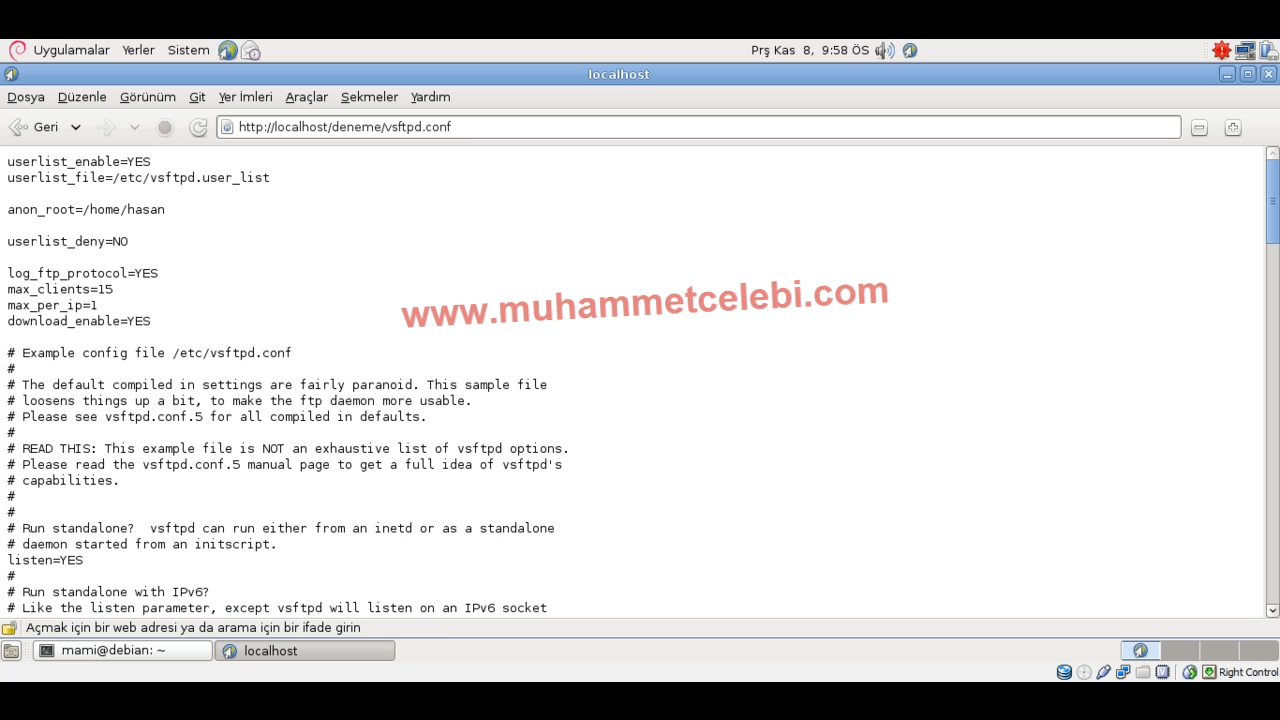 Uygulamalar Yerler Sistem Prş Kas 8, 9:58 ÖS
localhost
Dosya Düzenle Görünüm Git Yer İmleri Araçlar Sekmeler Yardım
Geri http://localhost/deneme/vsftpd.conf
userlist_enable=YES
userlist_file=/etc/vsftpd.user_list
anon_root=/home/hasan
userlist_deny=NO
log_ftp_protocol=YES
max_clients=15
max_per_ip=1
download_enable=YES
www.muhammetcelebi.com
# Example config file /etc/vsftpd.conf
#
# The default compiled in settings are fairly paranoid. This sample file
# loosens things up a bit, to make the ftp daemon more usable.
# Please see vsftpd.conf.5 for all compiled in defaults.
#
# READ THIS: This example file is NOT an exhaustive list of vsftpd options.
# Please read the vsftpd.conf.5 manual page to get a full idea of vsftpd's
# capabilities.
#
#
# Run standalone?  vsftpd can run either from an inetd or as a standalone
# daemon started from an initscript.
listen=YES
#
# Run standalone with IPv6?
# Like the listen parameter, except vsftpd will listen on an IPv6 socket
Açmak için bir web adresi ya da arama için bir ifade girin
mami@debian: ~ localhost
Right Control